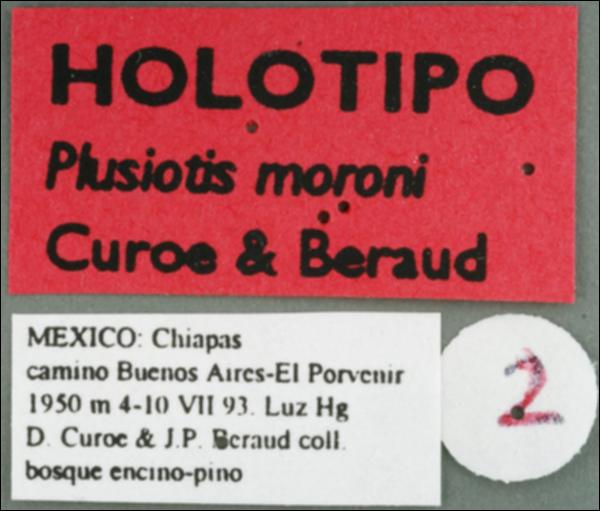 HOLOTIPO
Plusiotis moroni
Curoe & Beraud
MEXICO: Chiapas
camino Buenos Aires-El Porvenir
1950 m 4-10 VII 93. Luz Hg
D. Curoe & J.P. Beraud coll.
bosque encino-pino
2